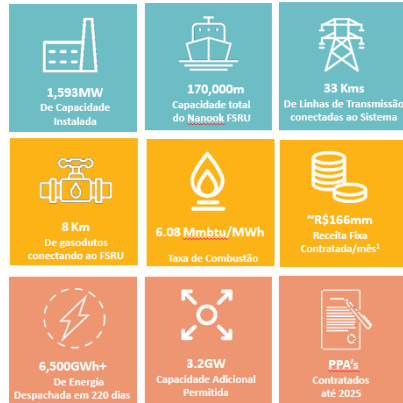 1,593MW
De Capacidade
Instalada
170,000m
Capacidade total
do Nanook FSRU
33 Kms
De Linhas de Transmissão
conectadas ao Sistema
8 Km
De gasodutos
conectando ao FSRU
6.08 Mmbtu/MWh
Taxa de Combustão
~R$166mm
Receita Fixa
Contratada/mês¹
6,500GWh+
De Energia
Despachada em 220 dias
3.2GW
Capacidade Adicional
Permitida
PPA's
Contratados
até 2025